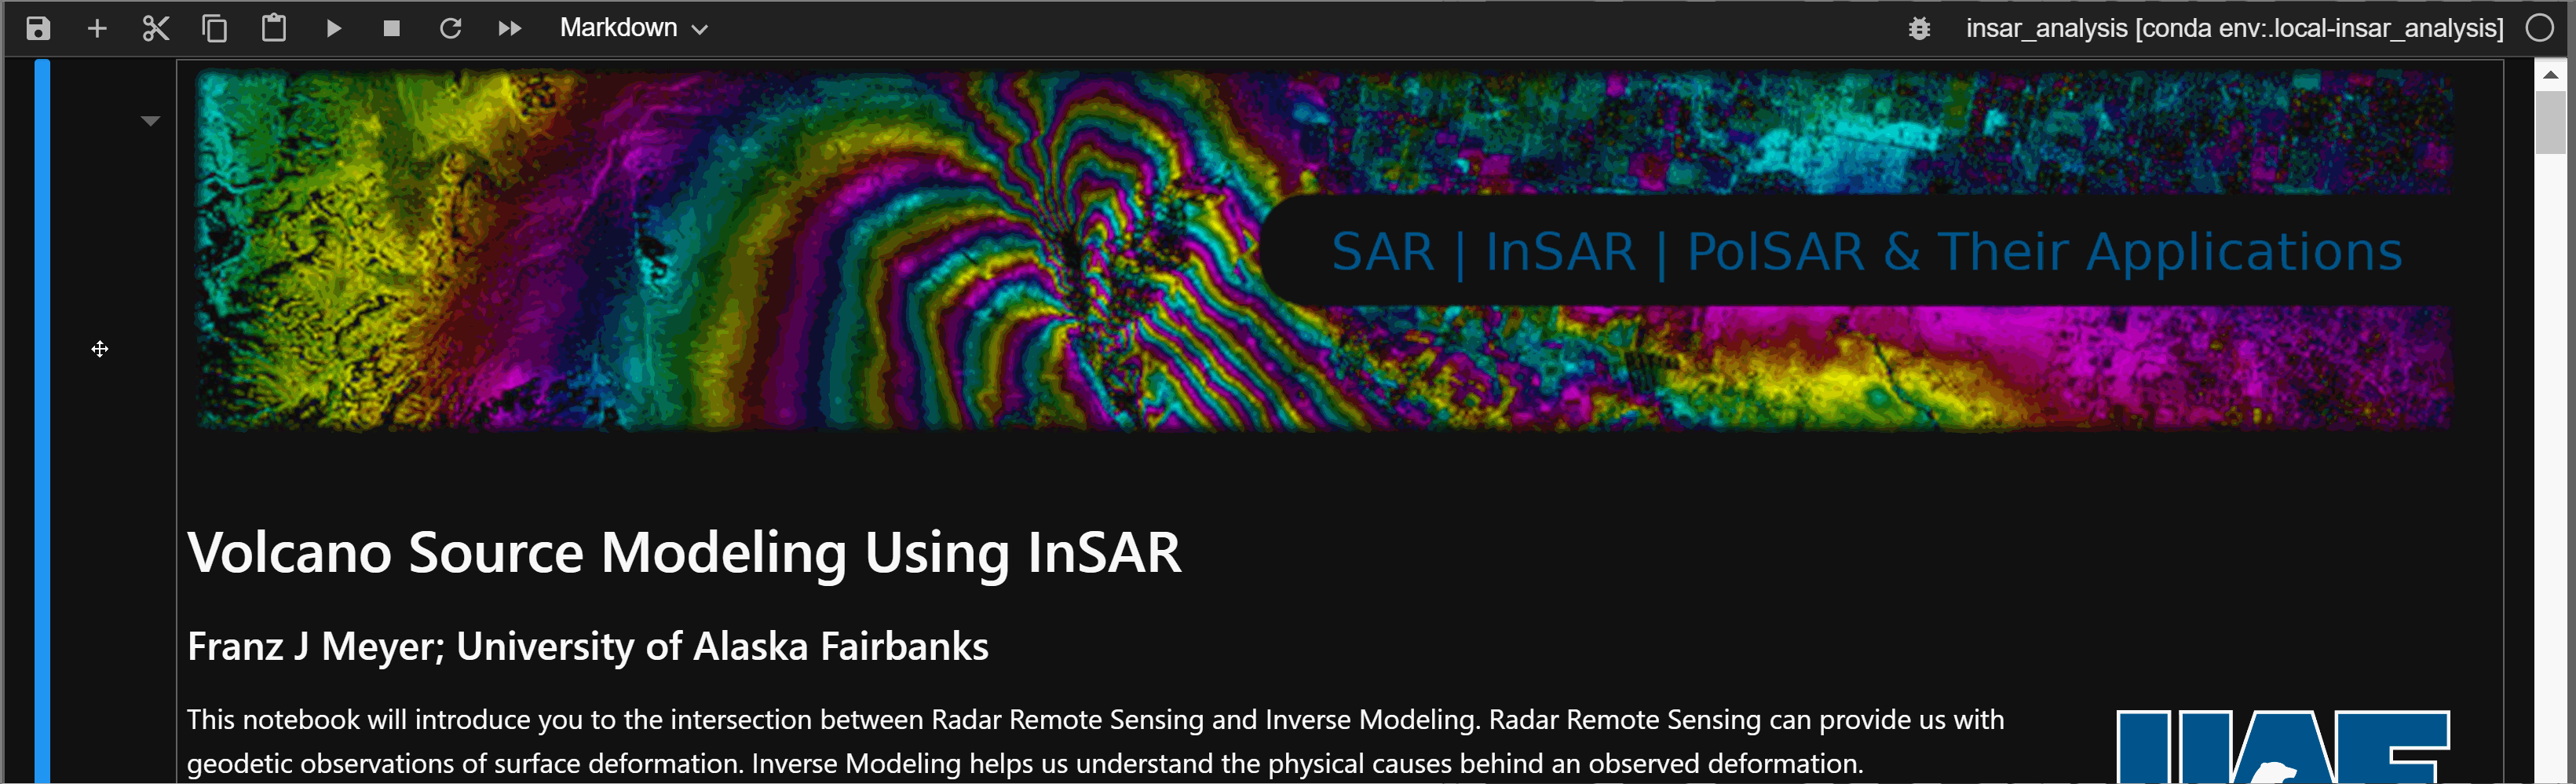 Markdown
insar_analysis [conda env:.local-insar_analysis]
SAR | InSAR | PolSAR & Their Applications
Volcano Source Modeling Using InSAR
Franz J Meyer; University of Alaska Fairbanks
This notebook will introduce you to the intersection between Radar Remote Sensing and Inverse Modeling. Radar Remote Sensing can provide us with
geodetic observations of surface deformation. Inverse Modeling helps us understand the physical causes behind an observed deformation.
UAF